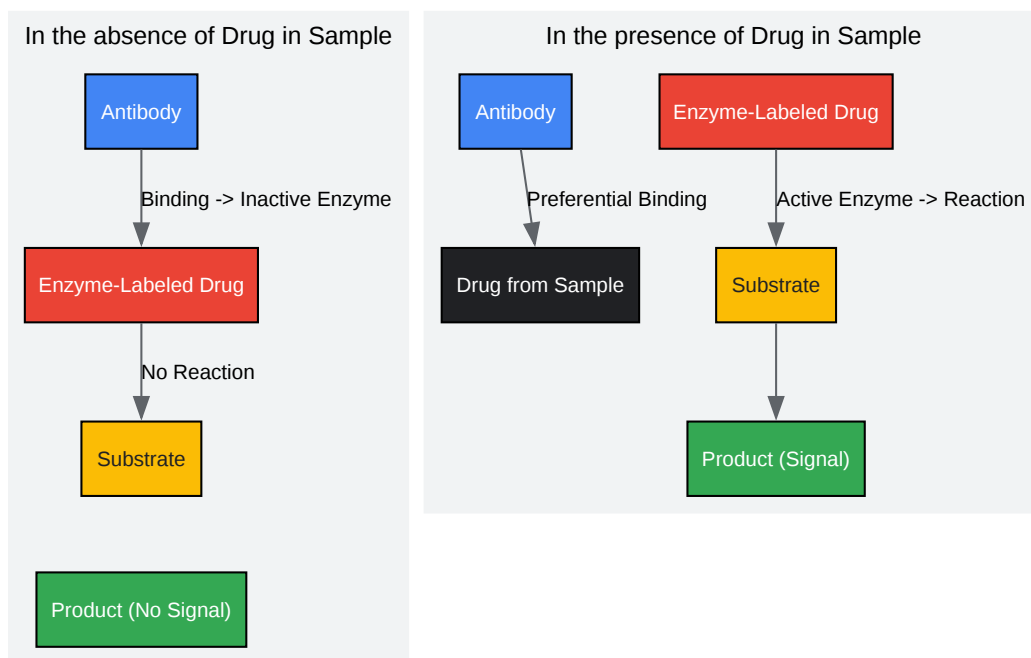 In the absence of Drug in Sample
Antibody
Binding -> Inactive Enzyme
Enzyme-Labeled Drug
No Reaction
Substrate
Product (No Signal)
In the presence of Drug in Sample
Antibody
Enzyme-Labeled Drug
Preferential Binding
Active Enzyme -> Reaction
Drug from Sample
Substrate
Product (Signal)